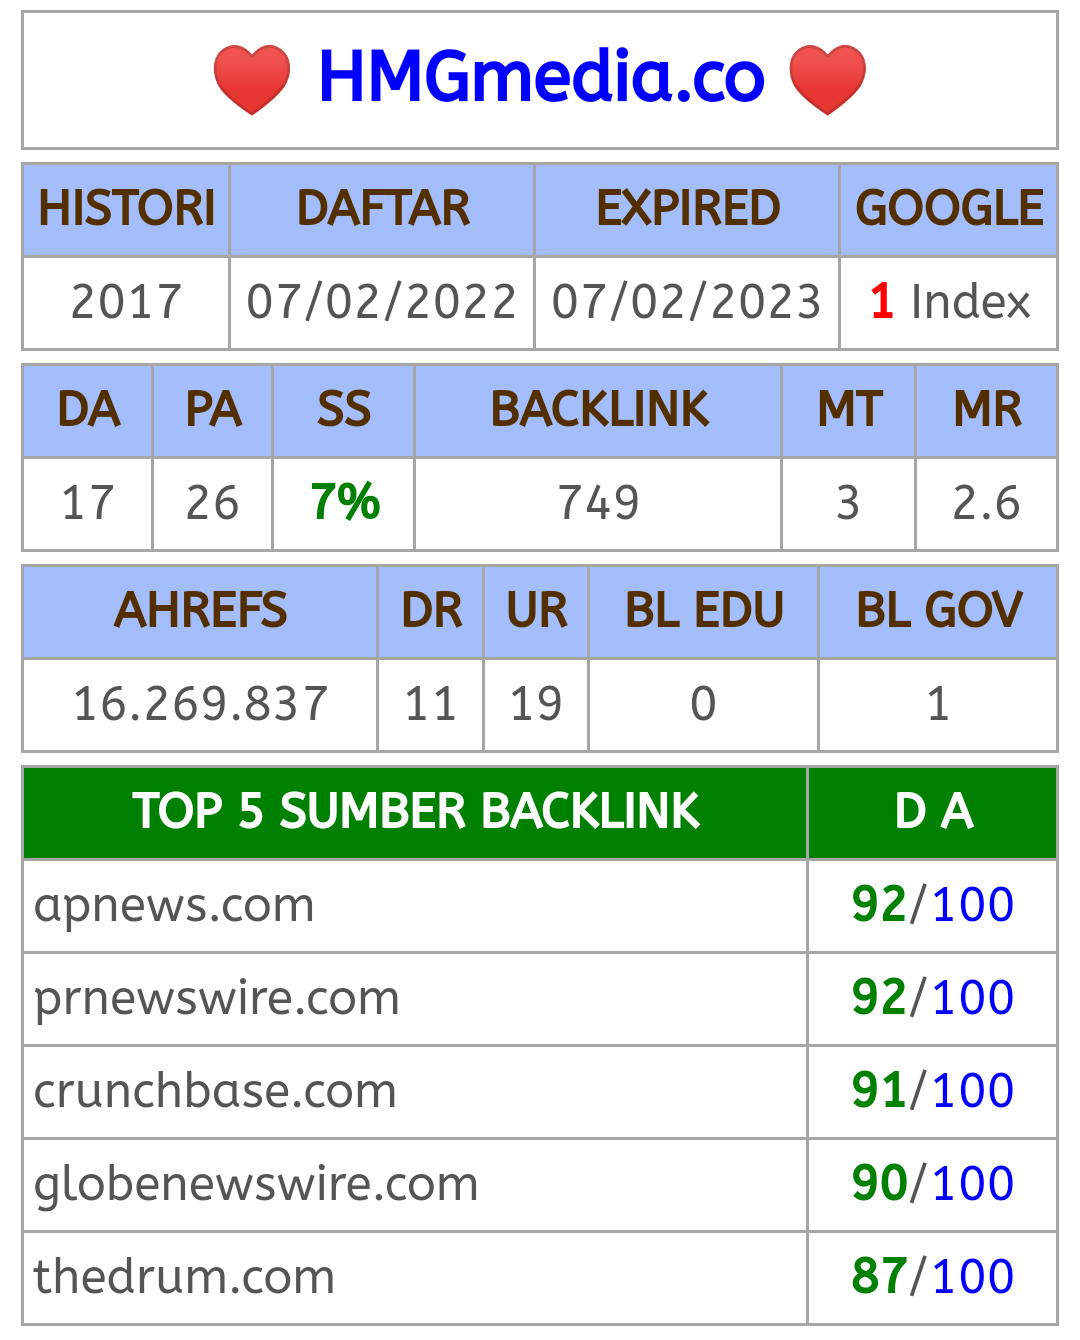 ❤️ HMGmedia.co ❤️
HISTORI DAFTAR EXPIRED GOOGLE
2017 07/02/2022 07/02/2023 1 Index
DA PA SS BACKLINK MT MR
17 26 7% 749 3 2.6
AHREFS DR UR BL EDU BL GOV
16.269.837 11 19 0 1
TOP 5 SUMBER BACKLINK D A
apnews.com 92/100
prnewswire.com 92/100
crunchbase.com 91/100
globenewswire.com 90/100
thedrum.com 87/100